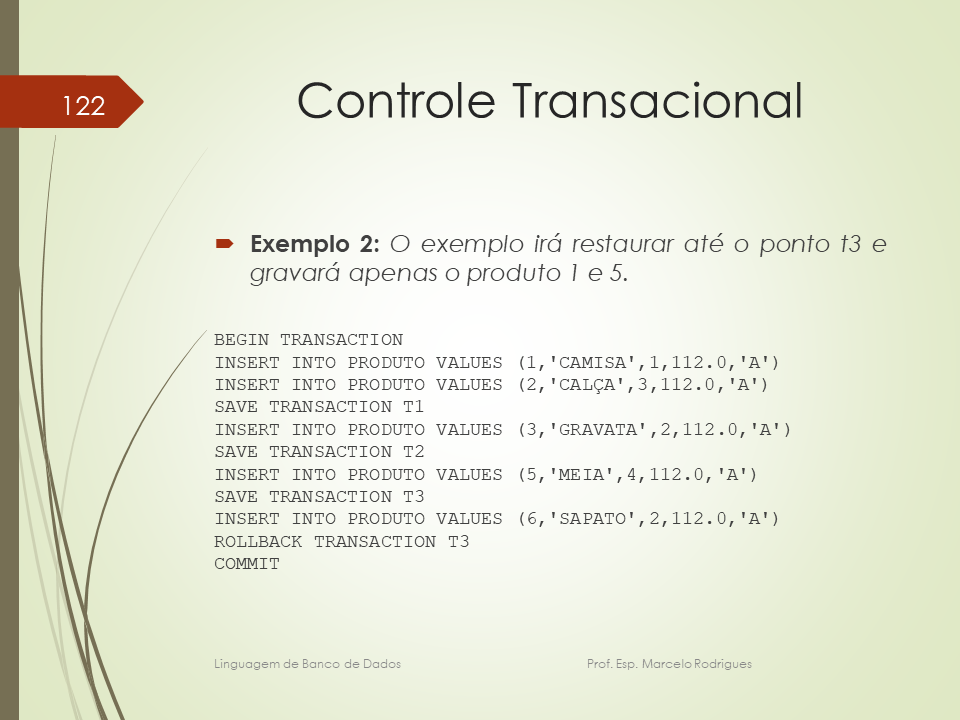 122
Controle Transacional
Exemplo 2: O exemplo irá restaurar até o ponto t3 e
gravará apenas o produto 1 e 5.
BEGIN TRANSACTION
INSERT INTO PRODUTO VALUES (1,'CAMISA',1,112.0,'A')
INSERT INTO PRODUTO VALUES (2,'CALÇA',3,112.0,'A')
SAVE TRANSACTION T1
INSERT INTO PRODUTO VALUES (3,'GRAVATA',2,112.0,'A')
SAVE TRANSACTION T2
INSERT INTO PRODUTO VALUES (5,'MEIA',4,112.0,'A')
SAVE TRANSACTION T3
INSERT INTO PRODUTO VALUES (6,'SAPATO',2,112.0,'A')
ROLLBACK TRANSACTION T3
COMMIT
Linguagem de Banco de Dados Prof. Esp. Marcelo Rodrigues